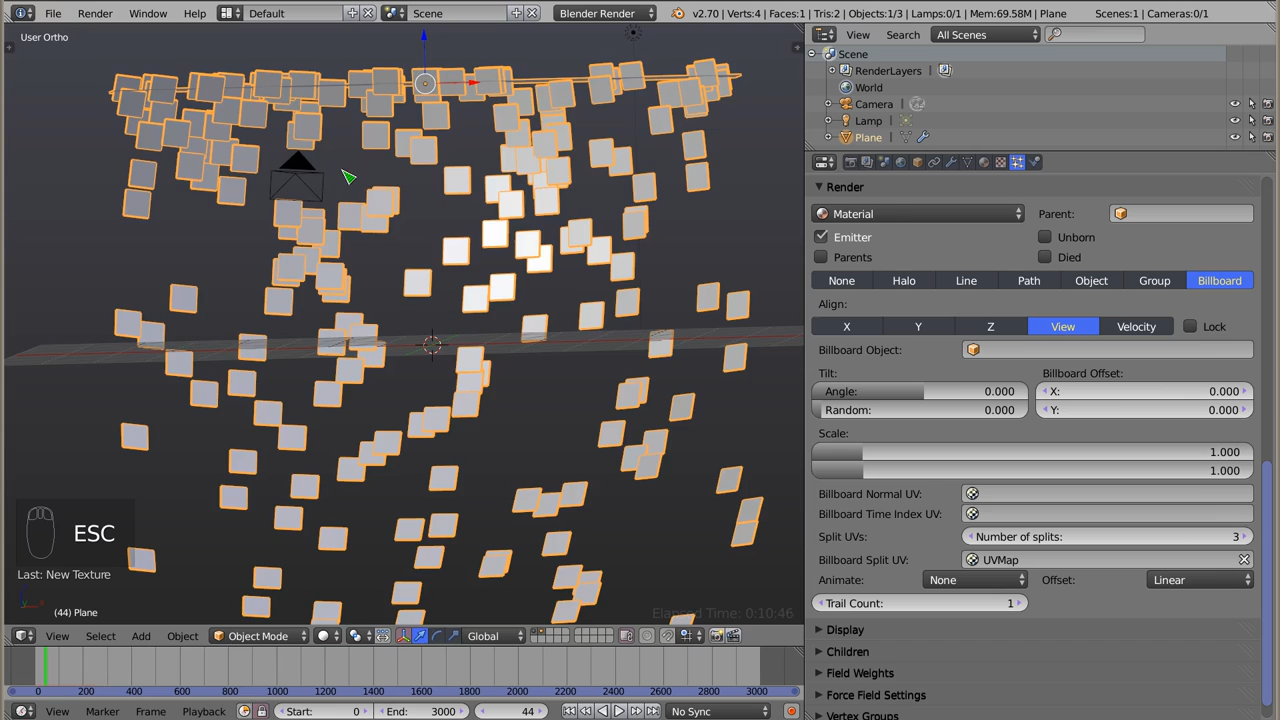 File Render Window Help Default Scene Blender Render v2.70 | Verts:4 | Faces:1 | Tris:2 | Objects:1/3 | Lamps:0/1 | Mem:69.58M | Plane Scenes:1 | Cameras:0/1
User Ortho
View Search All Scenes
Scene
RenderLayers
World
Camera
Lamp
Plane
Render
Material Parent:
Emitter Unborn
Parents Died
None Halo Line Path Object Group Billboard
Align:
X Y Z View Velocity Lock
Billboard Object:
Tilt: Billboard Offset:
Angle: 0.000 X: 0.000
Random: 0.000 Y: 0.000
Scale:
1.000
1.000
Billboard Normal UV:
Billboard Time Index UV:
Split UVs: Number of splits: 3
Billboard Split UV: UVMap
Animate: None Offset: Linear
Trail Count: 1
Display
Children
Field Weights
Force Field Settings
Vertex Groups
ESC
Last: New Texture
(44) Plane
Elapsed Time: 0:10:46
View Select Add Object Object Mode Global
0 200 400 600 800 1000 1200 1400 1600 1800 2000 2200 2400 2600 2800 3000
View Marker Frame Playback Start: 0 End: 3000 44 No Sync